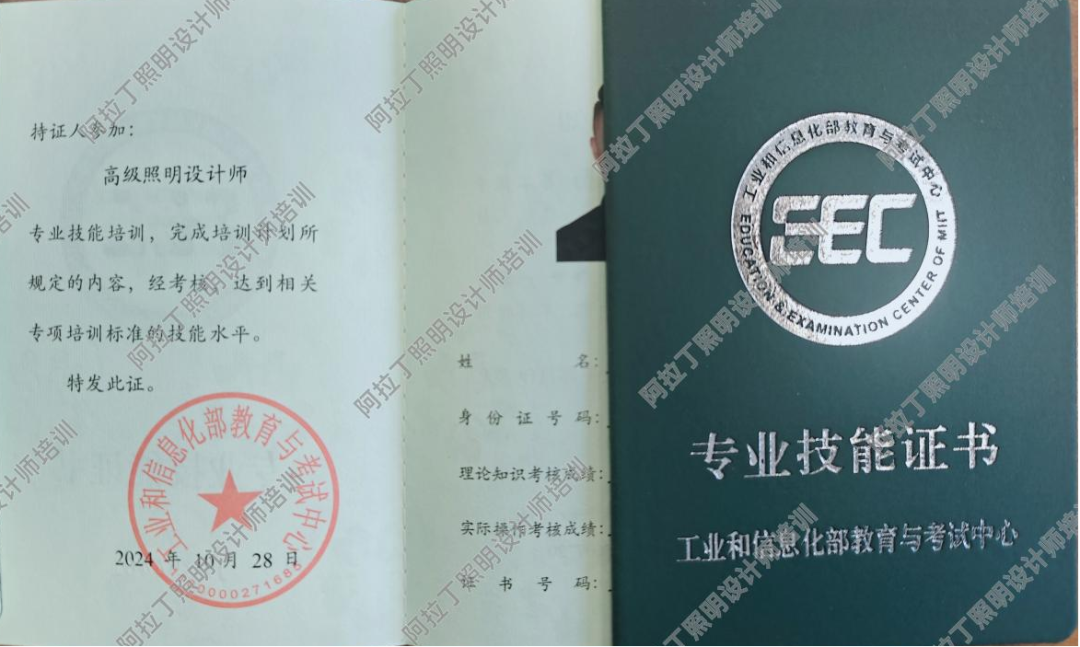 持证人参加：
高级照明设计师
专业技能培训，完成培训计划所
规定的内容，经考核，达到相关
专项培训标准的技能水平。
特发此证。
工业和信息化部教育与考试中心
2024 年 10 月 28 日
姓 名：
身 份 证 号 码：
理论知识考核成绩：
实际操作考核成绩：
证 书 号 码：
工业和信息化部教育与考试中心
EEC
EDUCATION & EXAMINATION CENTER OF MIIT
专业技能证书
工业和信息化部教育与考试中心
阿拉丁照明设计师培训